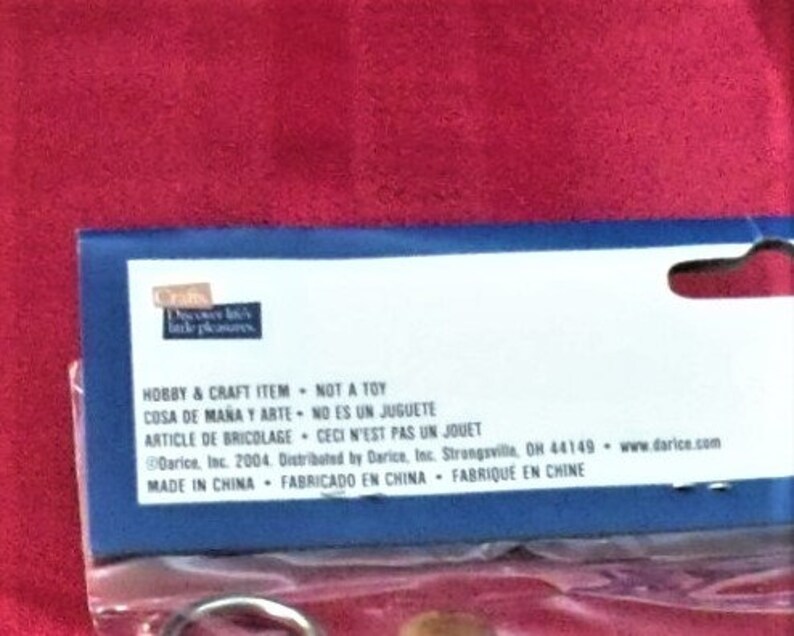 Crafts.
Discover life's
little pleasures.
HOBBY & CRAFT ITEM • NOT A TOY
COSA DE MAÑA Y ARTE • NO ES UN JUGUETE
ARTICLE DE BRICOLAGE • CECI N'EST PAS UN JOUET
©Darice, Inc. 2004. Distributed by Darice, Inc. Strongsville, OH 44149 • www.darice.com
MADE IN CHINA • FABRICADO EN CHINA • FABRIQUÉ EN CHINE